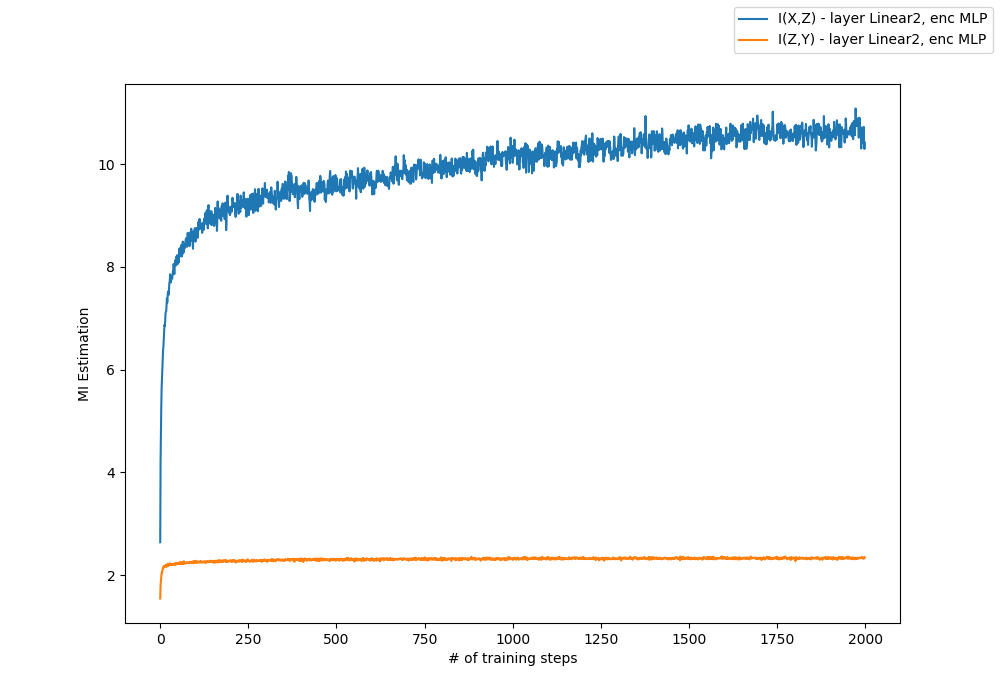 I(X,Z) - layer Linear2, enc MLP
I(Z,Y) - layer Linear2, enc MLP
10
8
6
4
2
MI Estimation
0 250 500 750 1000 1250 1500 1750 2000
# of training steps